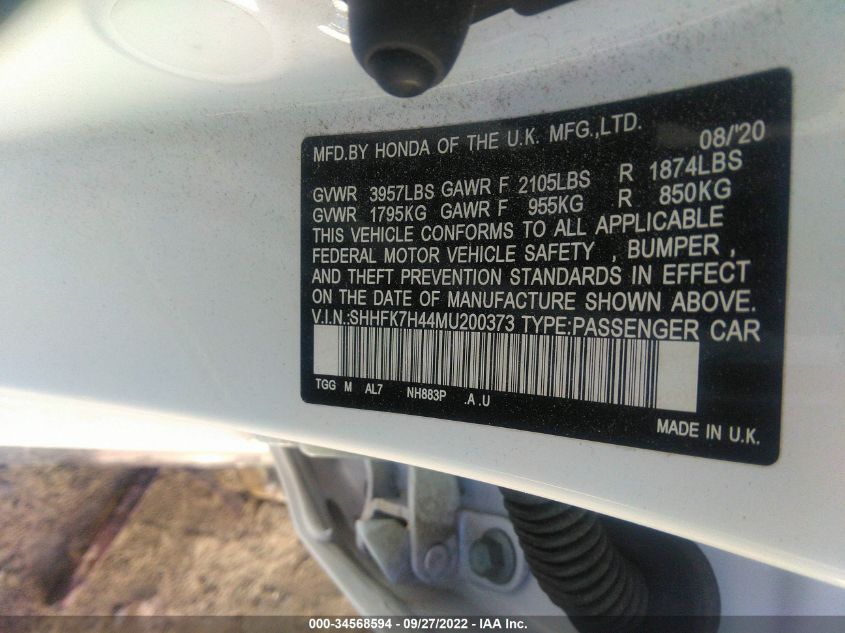 MFD.BY HONDA OF THE U.K. MFG.,LTD. 08/'20
GVWR 3957LBS GAWR F 2105LBS R 1874LBS
GVWR 1795KG GAWR F 955KG R 850KG
THIS VEHICLE CONFORMS TO ALL APPLICABLE
FEDERAL MOTOR VEHICLE SAFETY , BUMPER ,
AND THEFT PREVENTION STANDARDS IN EFFECT
ON THE DATE OF MANUFACTURE SHOWN ABOVE.
V.I.N.:SHHFK7H44MU200373 TYPE:PASSENGER CAR
TGG M AL7 NH883P .A .U
MADE IN U.K.
000-34568594 - 09/27/2022 - IAA Inc.